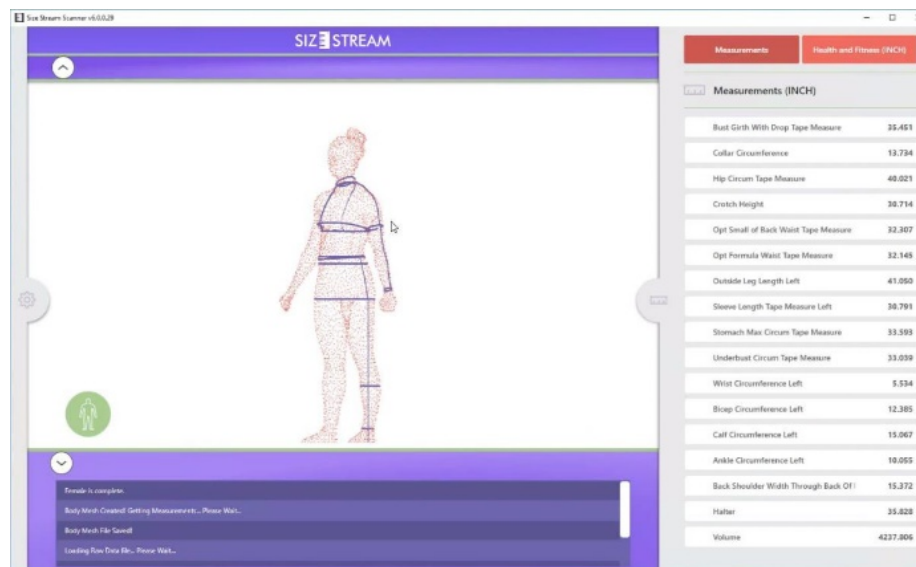 Size Stream Scanner v6.0.0.28
SIZE STREAM
Measurements
Health and Fitness (INCH)
Measurements (INCH)
Bust Girth With Drop Tape Measure 35.451
Collar Circumference 13.734
Hip Circum Tape Measure 40.021
Crotch Height 30.714
Opt Small of Back Waist Tape Measure 32.307
Opt Formula Waist Tape Measure 32.145
Outside Leg Length Left 41.050
Sleeve Length Tape Measure Left 30.791
Stomach Max Circum Tape Measure 33.593
Underbust Circum Tape Measure 33.039
Wrist Circumference Left 5.534
Bicep Circumference Left 12.385
Calf Circumference Left 15.067
Ankle Circumference Left 10.055
Back Shoulder Width Through Back Of 15.372
Halter 35.828
Volume 4237.806
Female is complete.
Body Mesh Created! Getting Measurements... Please Wait...
Body Mesh File Saved!
Loading Raw Data file... Please Wait...